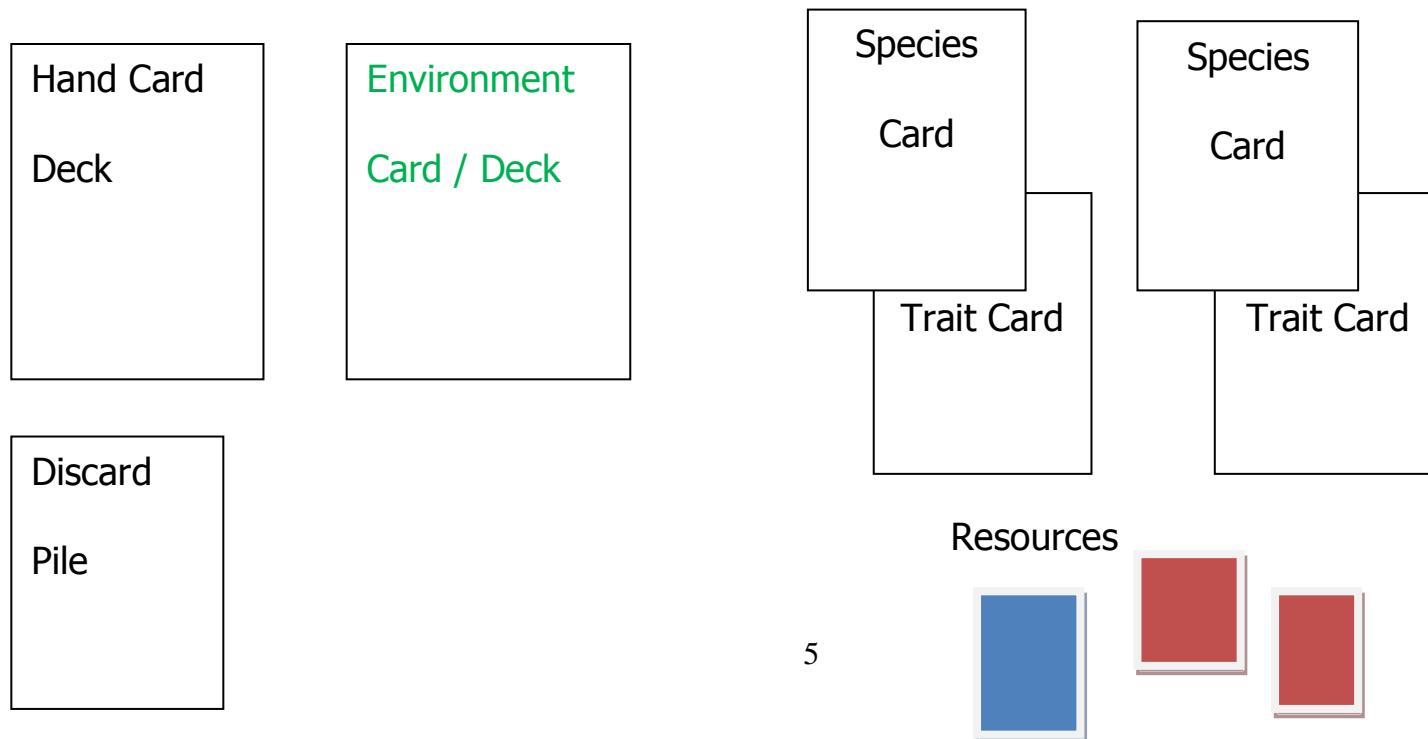 Hand Card
Deck
Environment
Card / Deck
Species
Card
Species
Card
Trait Card
Trait Card
Discard
Pile
Resources
5